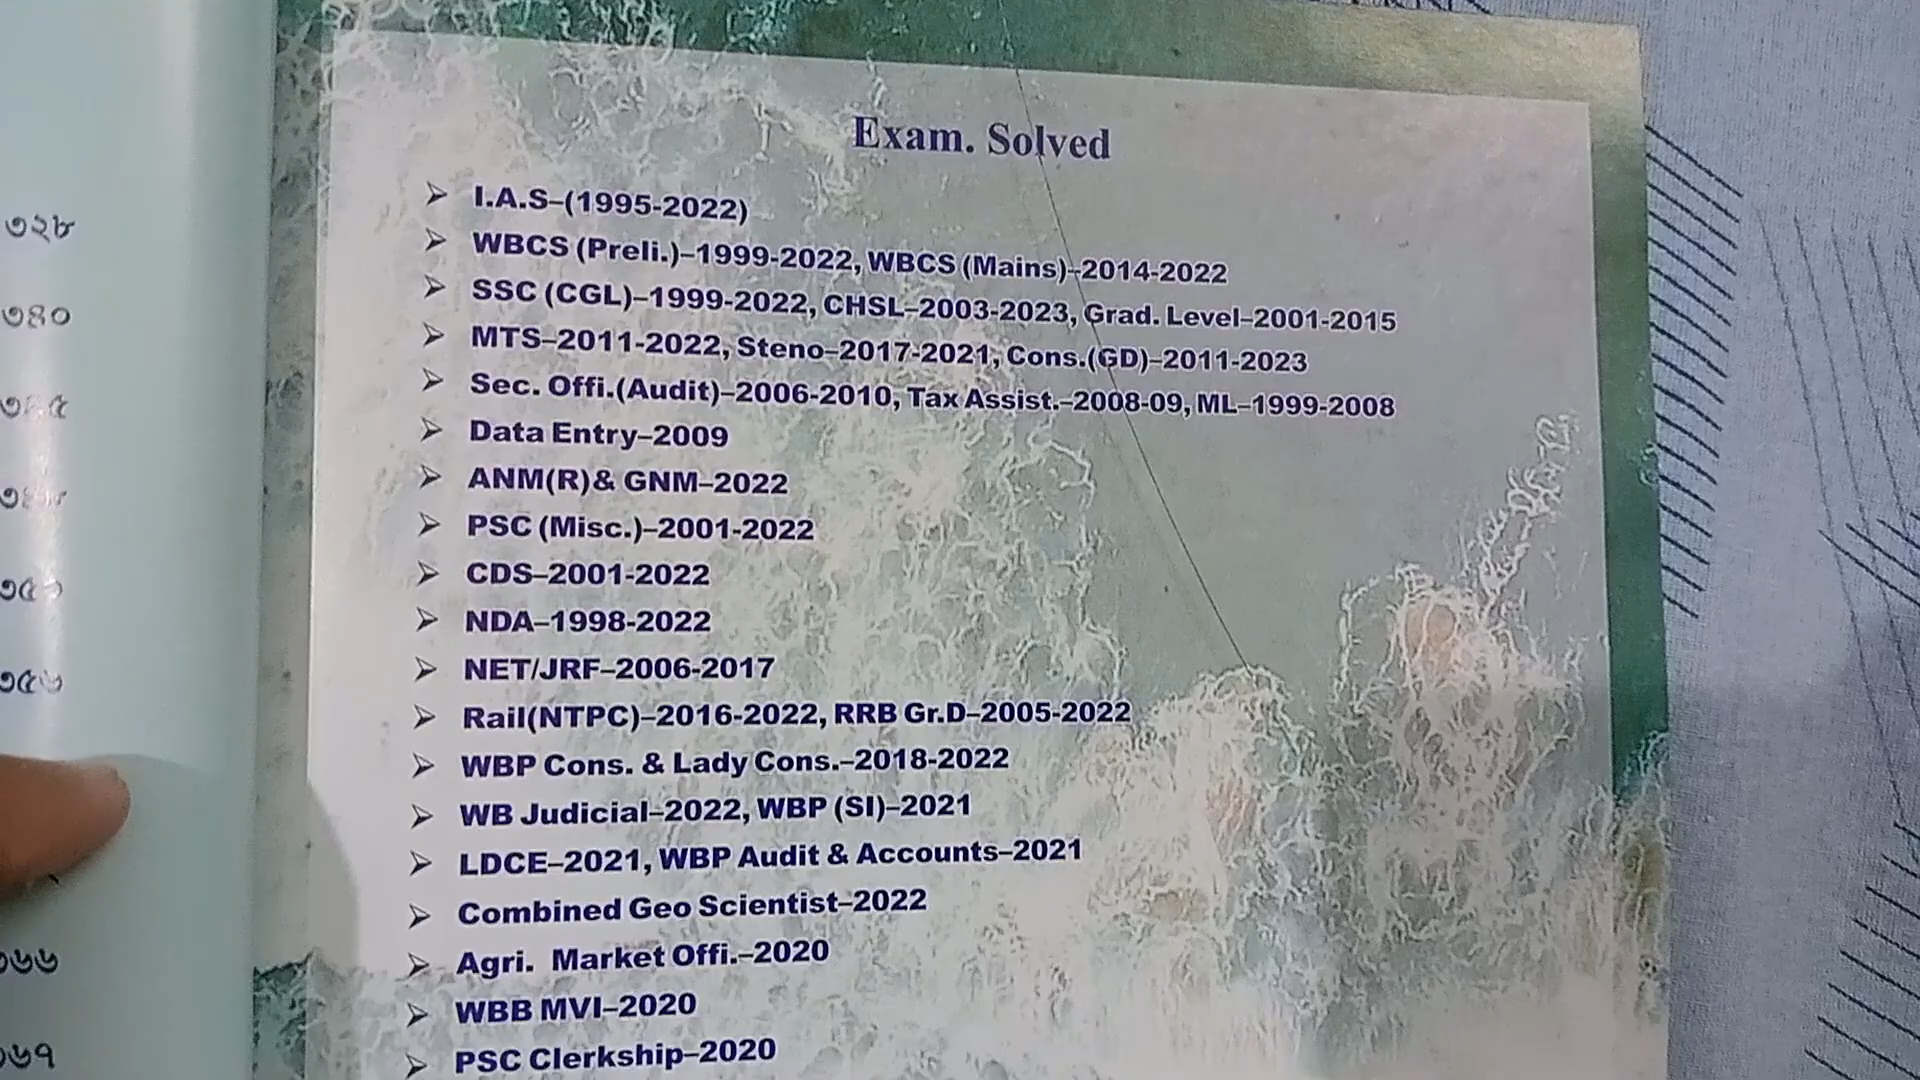 ৩২৮
৩৪০
Exam. Solved
➢ I.A.S–(1995-2022)
➢ WBCS (Preli.)–1999-2022, WBCS (Mains)–2014-2022
➢ SSC (CGL)–1999-2022, CHSL–2003-2023, Grad. Level–2001-2015
➢ MTS–2011-2022, Steno–2017-2021, Cons.(GD)–2011-2023
➢ Sec. Offi.(Audit)–2006-2010, Tax Assist.–2008-09, ML–1999-2008
➢ Data Entry–2009
➢ ANM(R)& GNM–2022
➢ PSC (Misc.)–2001-2022
➢ CDS–2001-2022
➢ NDA–1998-2022
➢ NET/JRF–2006-2017
➢ Rail(NTPC)–2016-2022, RRB Gr.D–2005-2022
➢ WBP Cons. & Lady Cons.–2018-2022
➢ WB Judicial–2022, WBP (SI)–2021
➢ LDCE–2021, WBP Audit & Accounts–2021
➢ Combined Geo Scientist–2022
➢ Agri. Market Offi.–2020
➢ WBB MVI–2020
➢ PSC Clerkship–2020